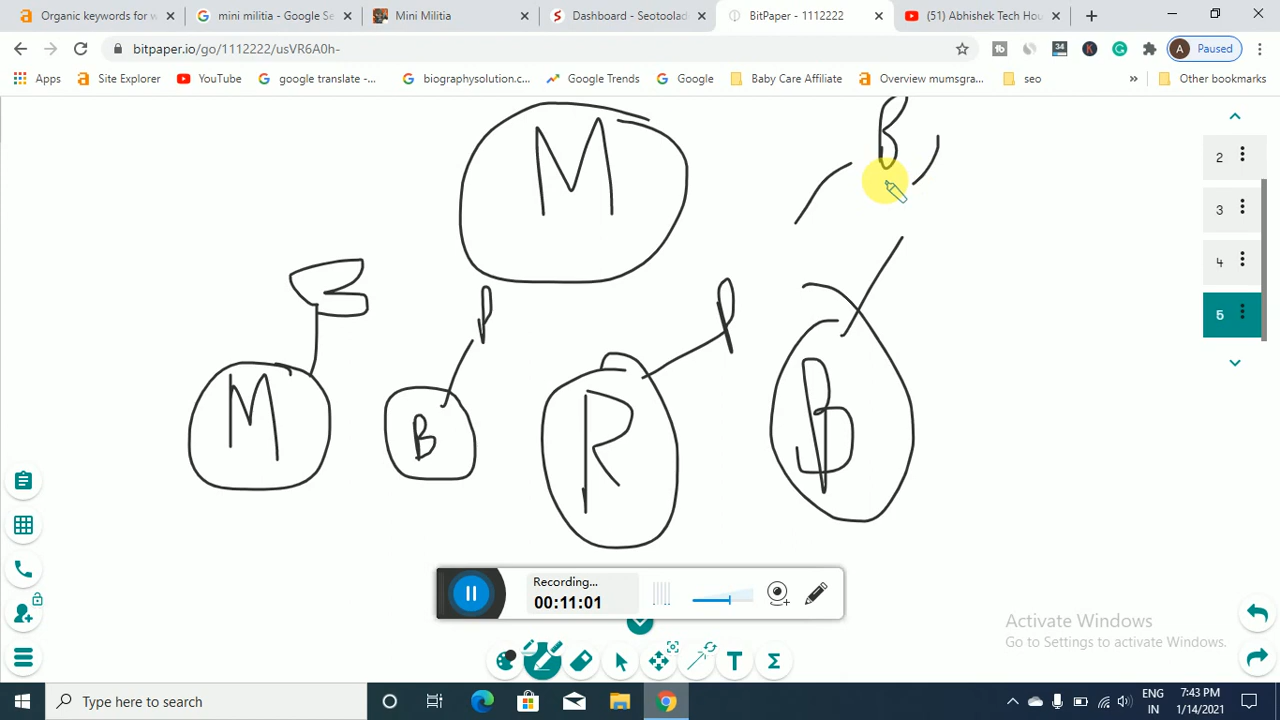 Organic keywords for w
mini militia - Google Se
Mini Militia
Dashboard - Seotoolad
BitPaper - 1112222
(51) Abhishek Tech Hou
bitpaper.io/go/1112222/usVR6A0h-
34
K
A Paused
Apps
Site Explorer
YouTube
google translate -...
biographysolution.c...
Google Trends
Google
Baby Care Affiliate
Overview mumsgra...
seo
Other bookmarks
M
B
2
3
4
5
P
P
M
B
R
B
Recording...
00:11:01
Activate Windows
Go to Settings to activate Windows.
T
Σ
Type here to search
ENG
IN
7:43 PM
1/14/2021